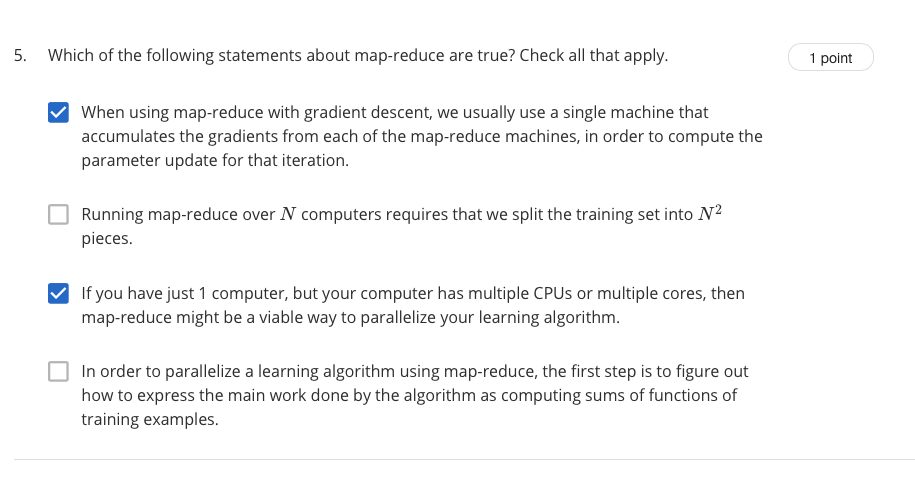 5. Which of the following statements about map-reduce are true? Check all that apply.
1 point
When using map-reduce with gradient descent, we usually use a single machine that
accumulates the gradients from each of the map-reduce machines, in order to compute the
parameter update for that iteration.
Running map-reduce over N computers requires that we split the training set into N²
pieces.
If you have just 1 computer, but your computer has multiple CPUs or multiple cores, then
map-reduce might be a viable way to parallelize your learning algorithm.
In order to parallelize a learning algorithm using map-reduce, the first step is to figure out
how to express the main work done by the algorithm as computing sums of functions of
training examples.